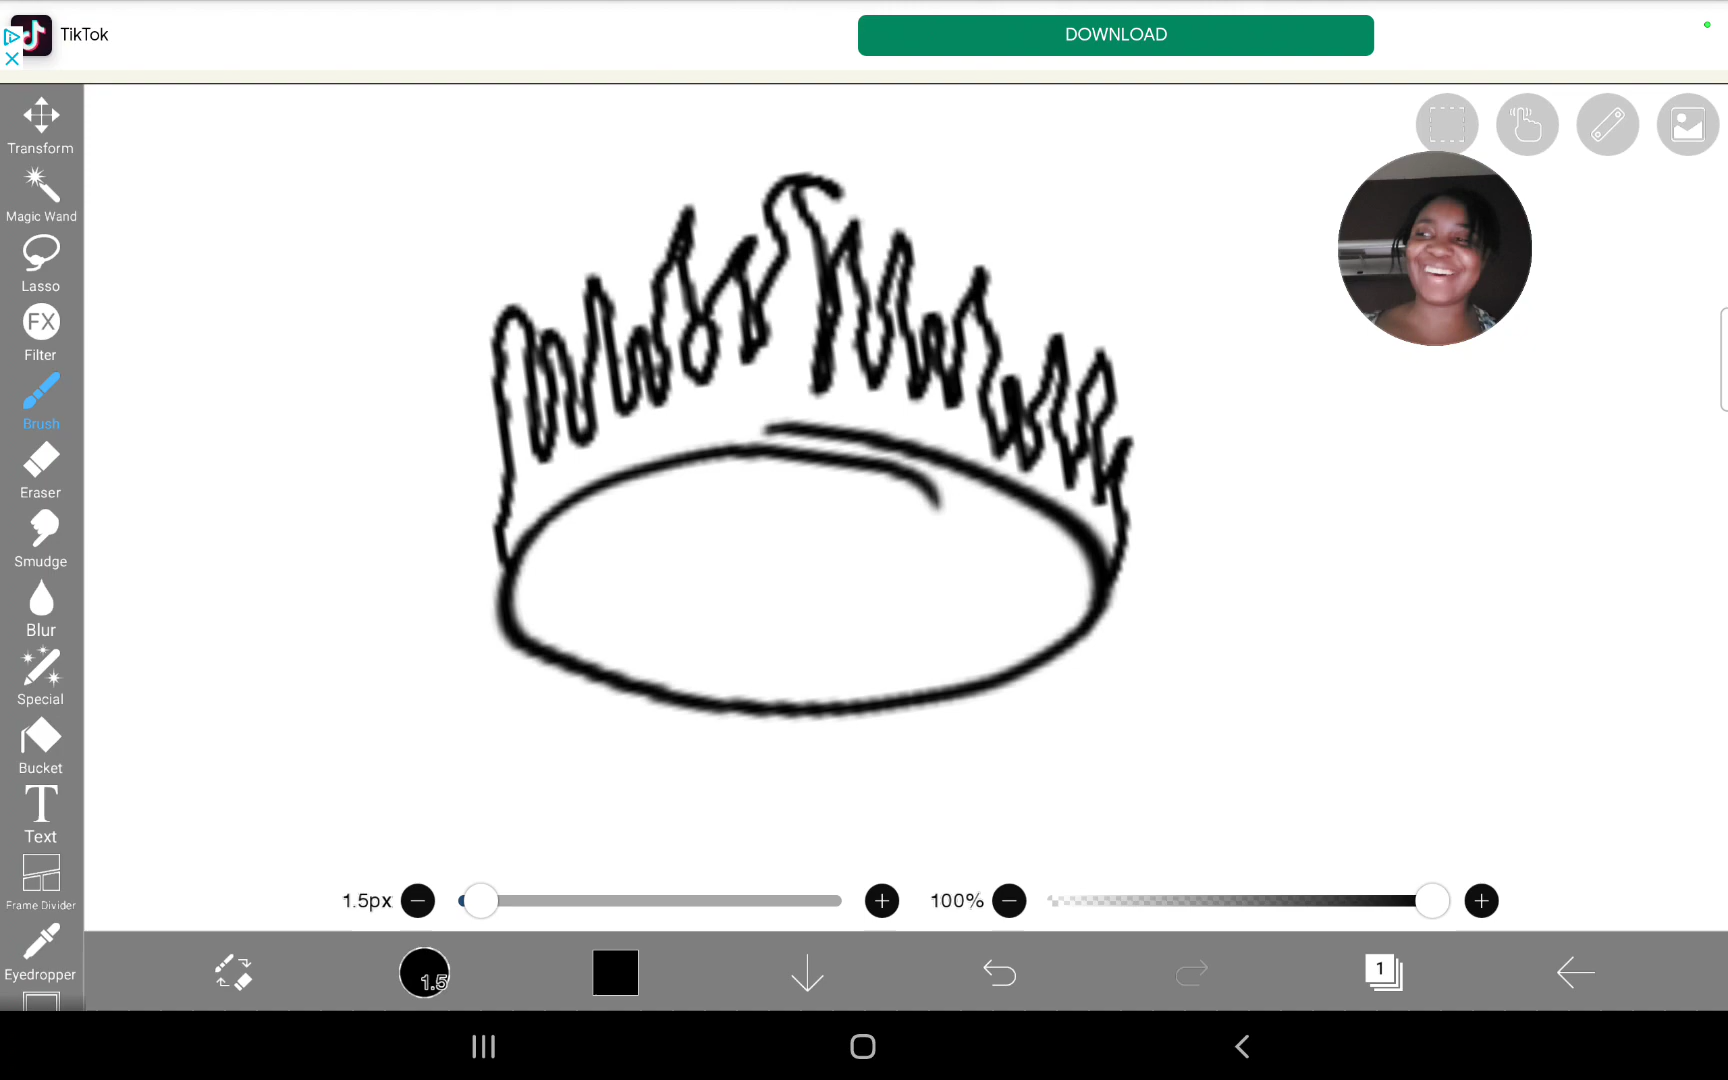 TikTok
DOWNLOAD
Transform
Magic Wand
Lasso
FX
Filter
Brush
Eraser
Smudge
Blur
Special
Bucket
T
Text
Frame Divider
Eyedropper
1.5px
100%
1.5
1